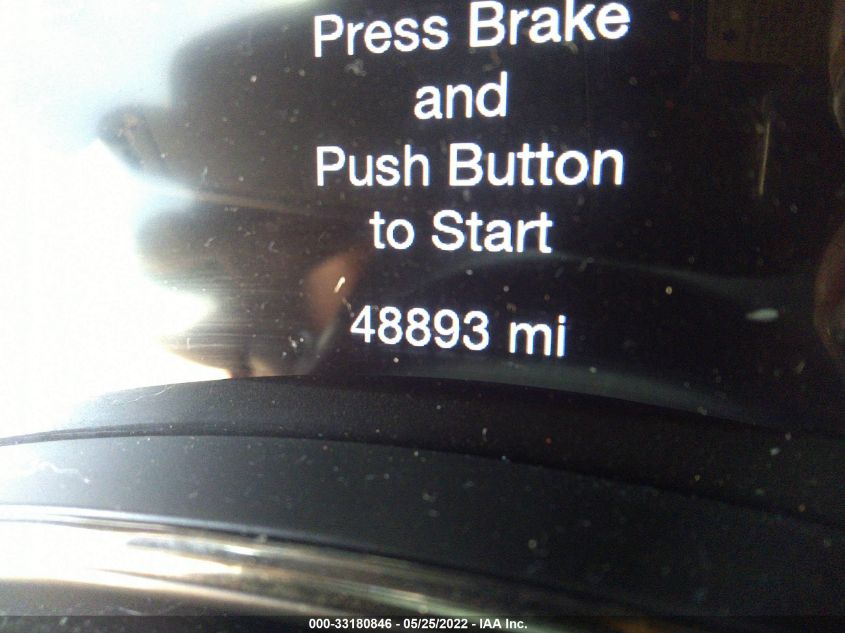 Press Brake
and
Push Button
to Start
48893 mi
000-33180846 - 05/25/2022 - IAA Inc.